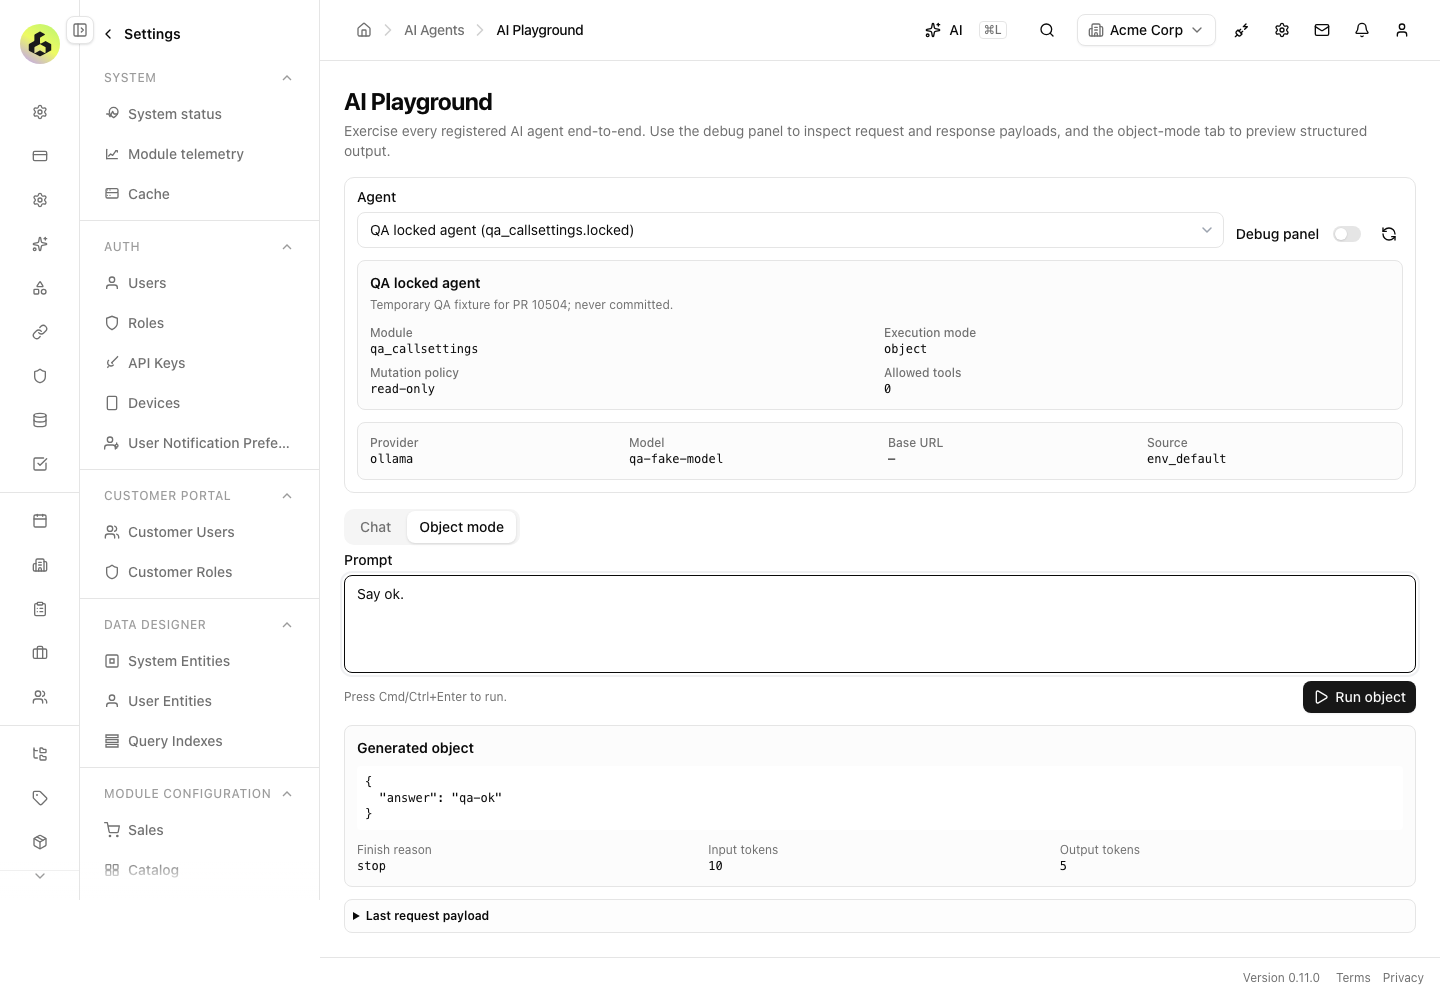 Settings
SYSTEM
System status
Module telemetry
Cache
AUTH
Users
Roles
API Keys
Devices
User Notification Prefe...
CUSTOMER PORTAL
Customer Users
Customer Roles
DATA DESIGNER
System Entities
User Entities
Query Indexes
MODULE CONFIGURATION
Sales
Catalog
AI Agents
AI Playground
AI
⌘L
Acme Corp
AI Playground
Exercise every registered AI agent end-to-end. Use the debug panel to inspect request and response payloads, and the object-mode tab to preview structured
output.
Agent
QA locked agent (qa_callsettings.locked)
Debug panel
QA locked agent
Temporary QA fixture for PR 10504; never committed.
Module
qa_callsettings
Execution mode
object
Mutation policy
read-only
Allowed tools
0
Provider
ollama
Model
qa-fake-model
Base URL
—
Source
env_default
Chat
Object mode
Prompt
Say ok.
Press Cmd/Ctrl+Enter to run.
Run object
Generated object
{
"answer": "qa-ok"
}
Finish reason
stop
Input tokens
10
Output tokens
5
Last request payload
Version 0.11.0
Terms
Privacy